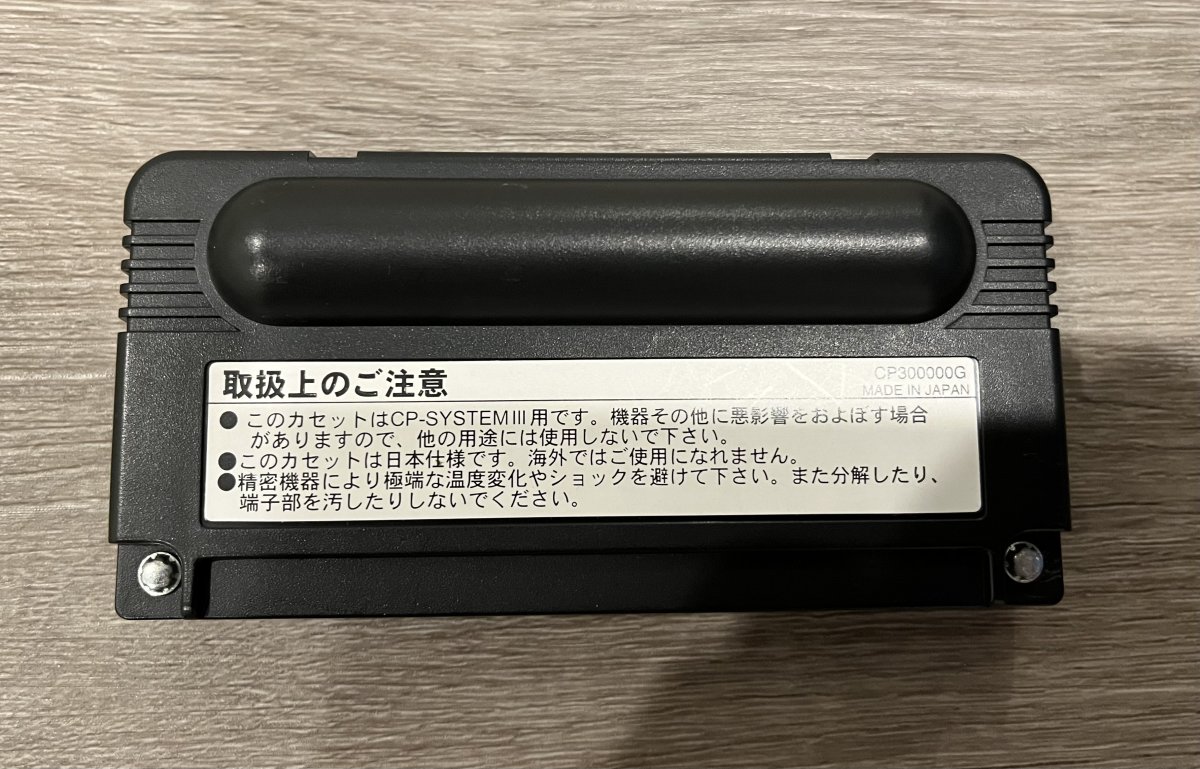 取扱上のご注意
CP300000G
MADE IN JAPAN
● このカセットはCP-SYSTEMⅢ用です。機器その他に悪影響をおよぼす場合
がありますので、他の用途には使用しないで下さい。
●このカセットは日本仕様です。海外ではご使用になれません。
●精密機器により極端な温度変化やショックを避けて下さい。また分解したり、
端子部を汚したりしないでください。